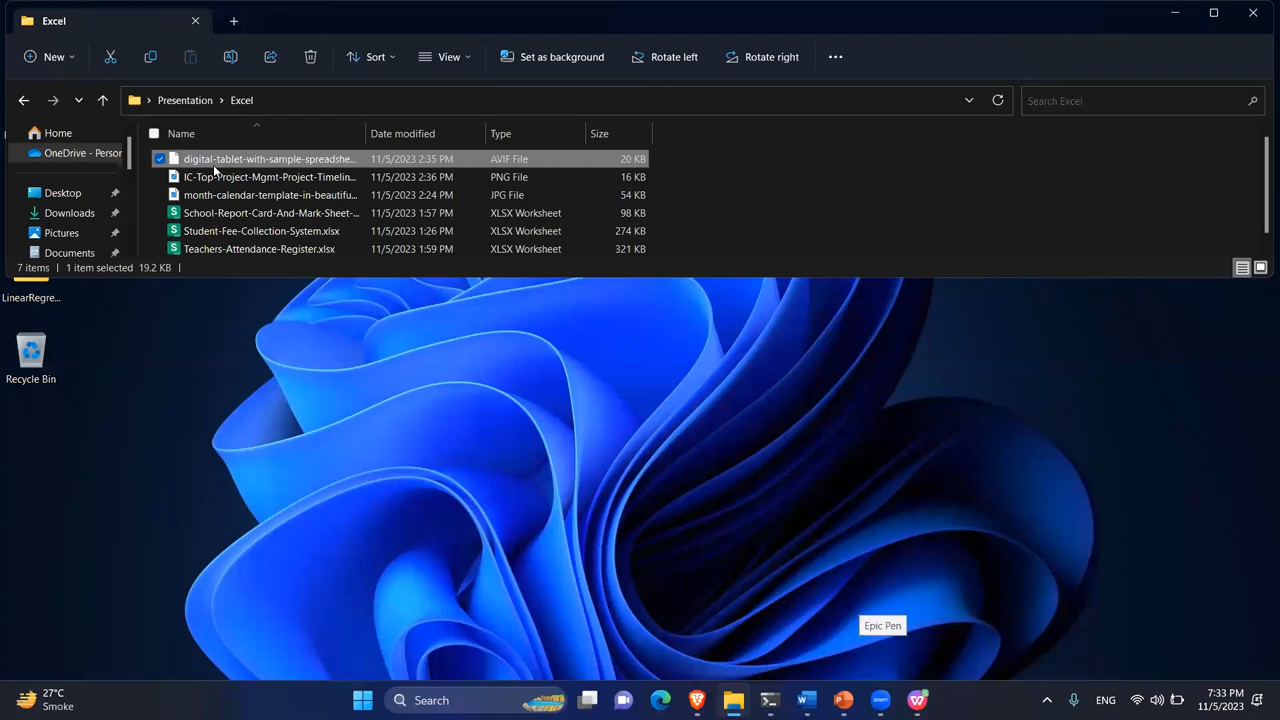 Excel
New
Sort
View
Set as background
Rotate left
Rotate right
Presentation
Excel
Search Excel
Home
OneDrive - Persor
Desktop
Downloads
Pictures
Documents
Name
Date modified
Type
Size
digital-tablet-with-sample-spreadshe... 11/5/2023 2:35 PM AVIF File 20 KB
IC-Top-Project-Mgmt-Project-Timelin... 11/5/2023 2:36 PM PNG File 16 KB
month-calendar-template-in-beautifu... 11/5/2023 2:24 PM JPG File 54 KB
School-Report-Card-And-Mark-Sheet-... 11/5/2023 1:57 PM XLSX Worksheet 98 KB
Student-Fee-Collection-System.xlsx 11/5/2023 1:26 PM XLSX Worksheet 274 KB
Teachers-Attendance-Register.xlsx 11/5/2023 1:59 PM XLSX Worksheet 321 KB
7 items 1 item selected 19.2 KB
LinearRegre...
Recycle Bin
Epic Pen
27°C
Smoke
Search
zoom
ENG
7:33 PM
11/5/2023